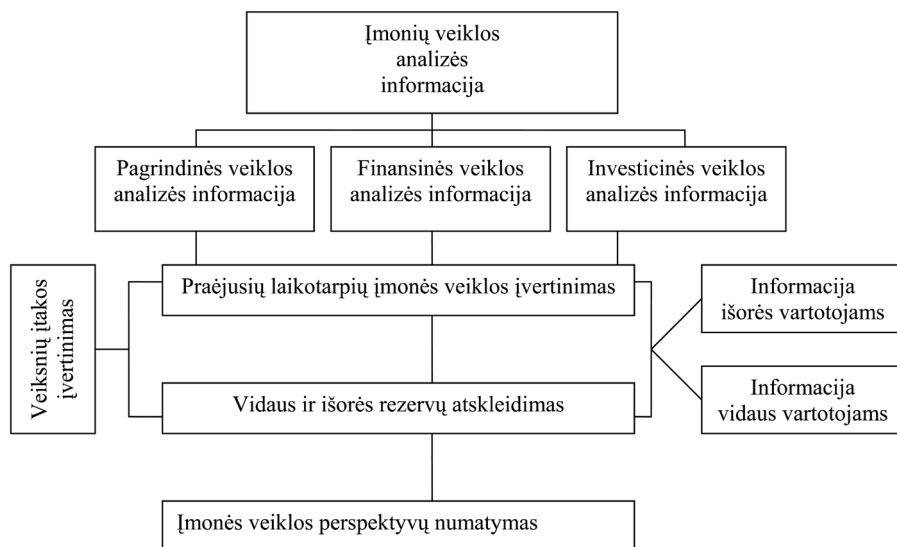 Įmonių veiklos
analizės
informacija
Pagrindinės veiklos
analizės informacija
Finansinės veiklos
analizės informacija
Investicinės veiklos
analizės informacija
Veiksnių įtakos
įvertinimas
Praėjusių laikotarpių įmonės veiklos įvertinimas
Informacija
išorės vartotojams
Vidaus ir išorės rezervų atskleidimas
Informacija
vidaus vartotojams
Įmonės veiklos perspektyvų numatymas